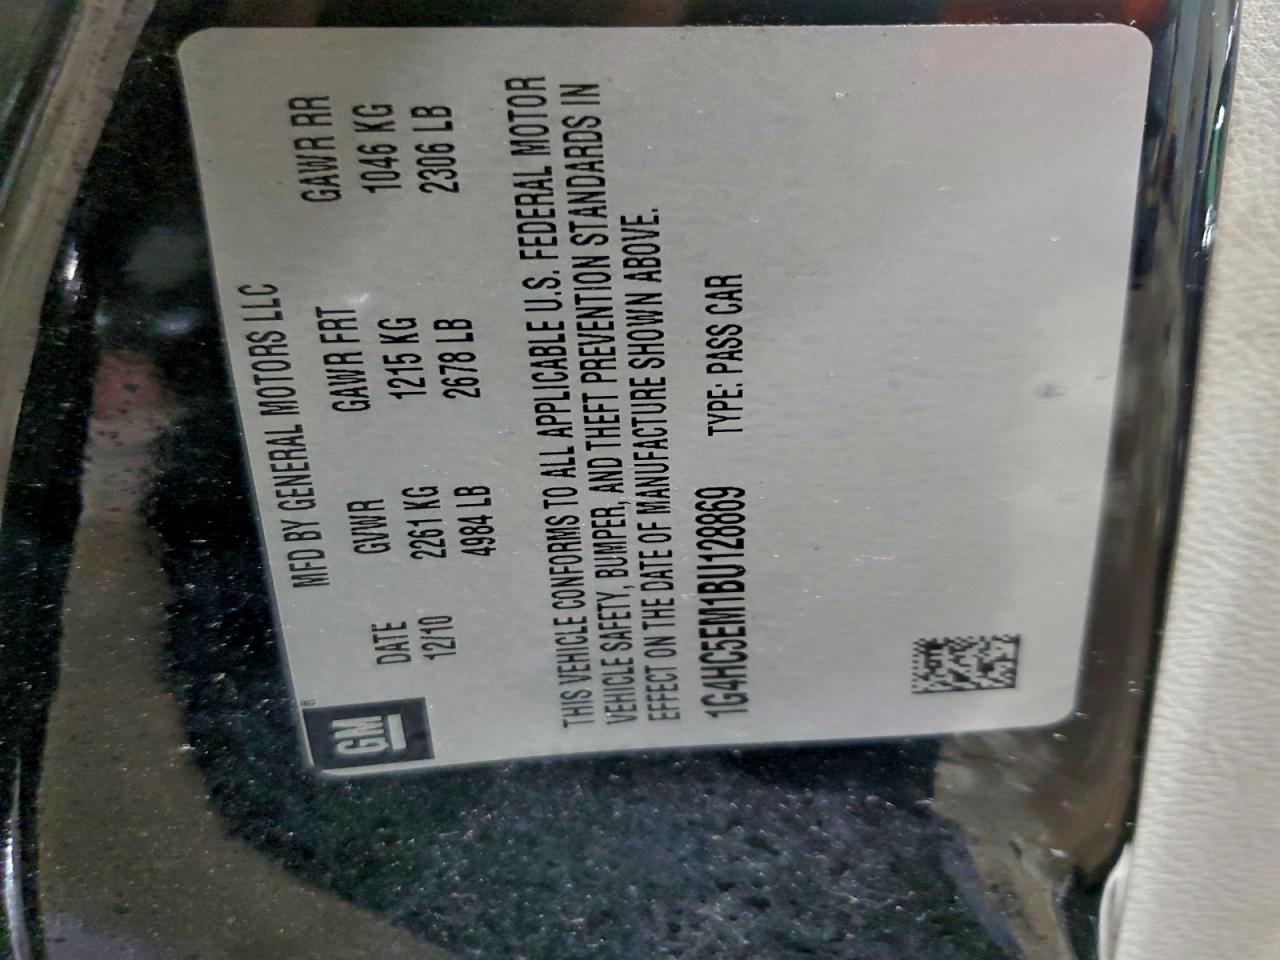 GM®
MFD BY GENERAL MOTORS LLC
DATE GVWR GAWR FRT GAWR RR
12/10 2261 KG 1215 KG 1046 KG
4984 LB 2678 LB 2306 LB
THIS VEHICLE CONFORMS TO ALL APPLICABLE U.S. FEDERAL MOTOR
VEHICLE SAFETY, BUMPER, AND THEFT PREVENTION STANDARDS IN
EFFECT ON THE DATE OF MANUFACTURE SHOWN ABOVE.
1G4HC5EM1BU128869 TYPE: PASS CAR